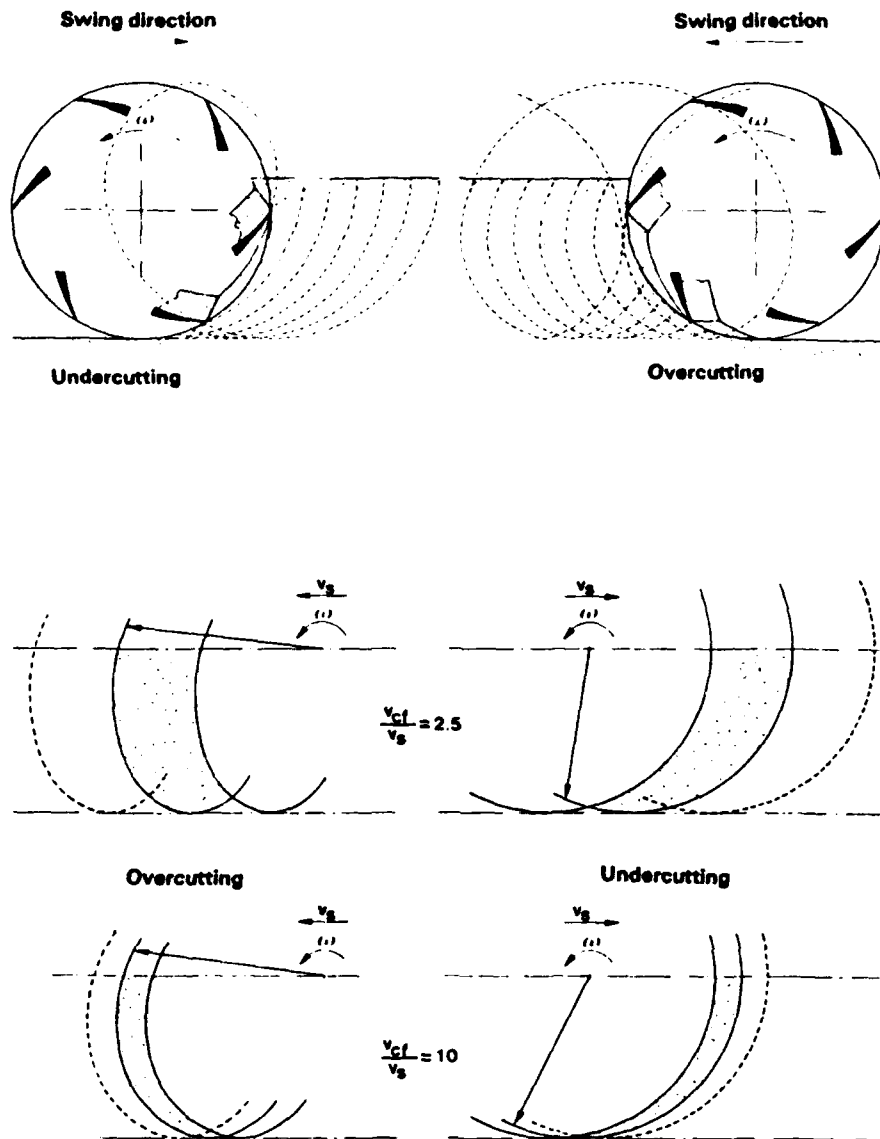 Swing direction
Swing direction
Undercutting
Overcutting
vs
vs
vcf
vs = 2.5
Overcutting
Undercutting
vs
vs
vcf
vs = 10